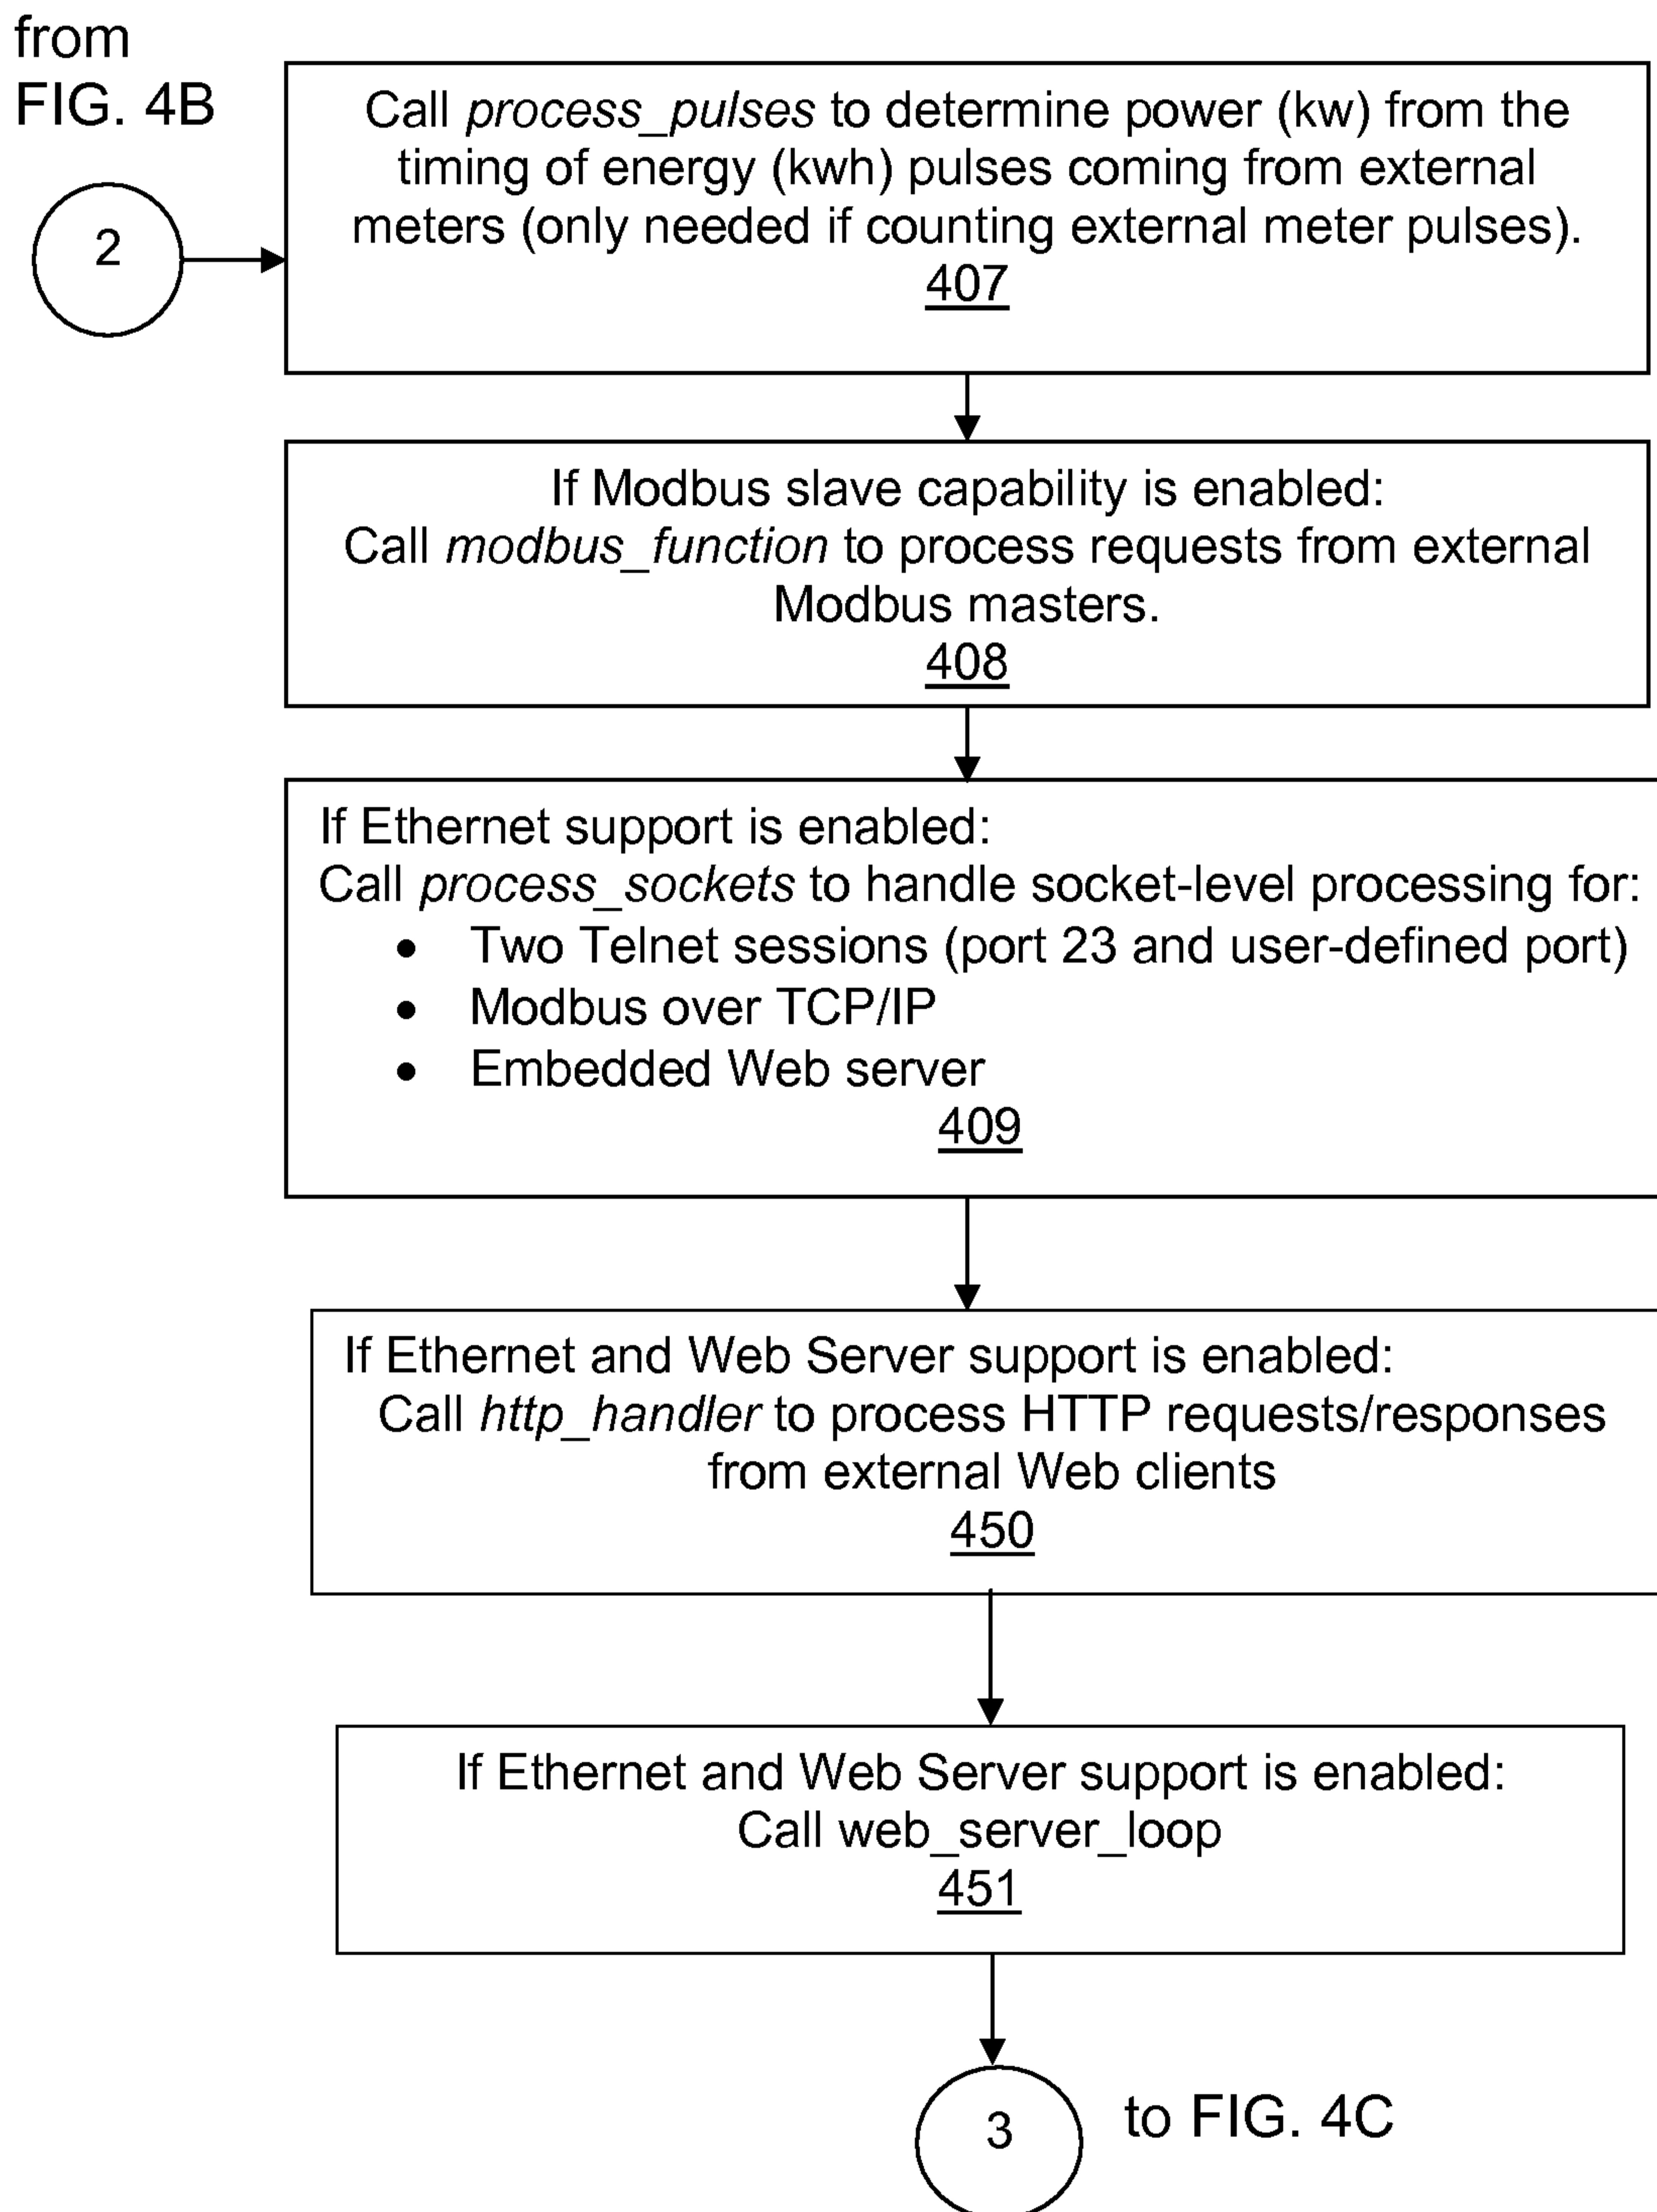 from
FIG. 4B
2
Call process_pulses to determine power (kw) from the
timing of energy (kwh) pulses coming from external
meters (only needed if counting external meter pulses).
407
If Modbus slave capability is enabled:
Call modbus_function to process requests from external
Modbus masters.
408
If Ethernet support is enabled:
Call process_sockets to handle socket-level processing for:
• Two Telnet sessions (port 23 and user-defined port)
• Modbus over TCP/IP
• Embedded Web server
409
If Ethernet and Web Server support is enabled:
Call http_handler to process HTTP requests/responses
from external Web clients
450
If Ethernet and Web Server support is enabled:
Call web_server_loop
451
3
to FIG. 4C